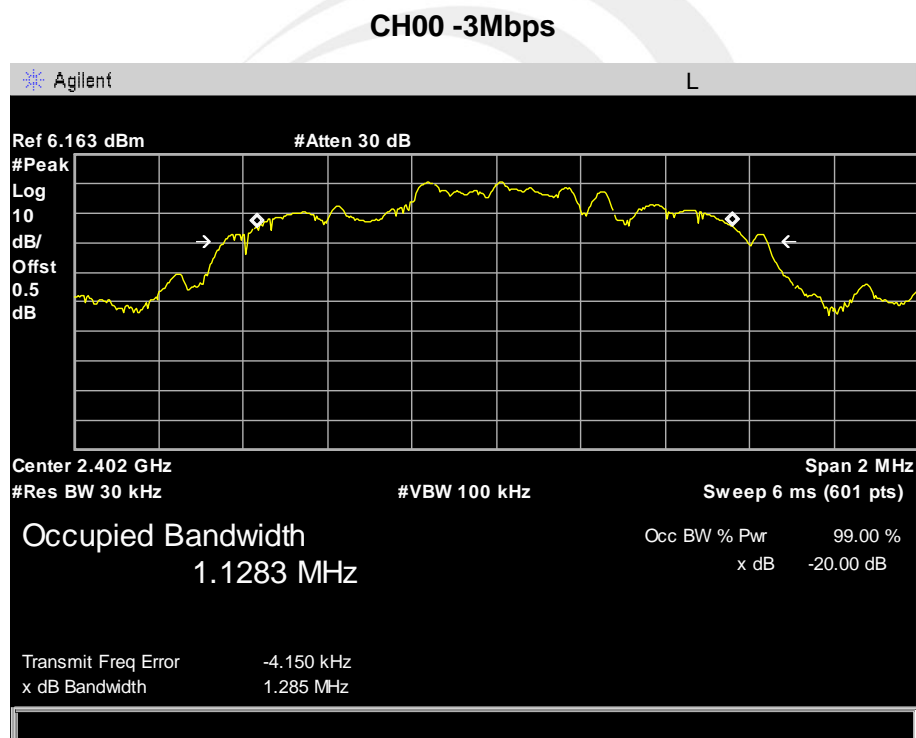 CH00 -3Mbps
Agilent L
Ref 6.163 dBm #Atten 30 dB
#Peak
Log
10
dB/
Offst
0.5
dB
Center 2.402 GHz Span 2 MHz
#Res BW 30 kHz #VBW 100 kHz Sweep 6 ms (601 pts)
Occupied Bandwidth Occ BW % Pwr 99.00 %
1.1283 MHz x dB -20.00 dB
Transmit Freq Error -4.150 kHz
x dB Bandwidth 1.285 MHz